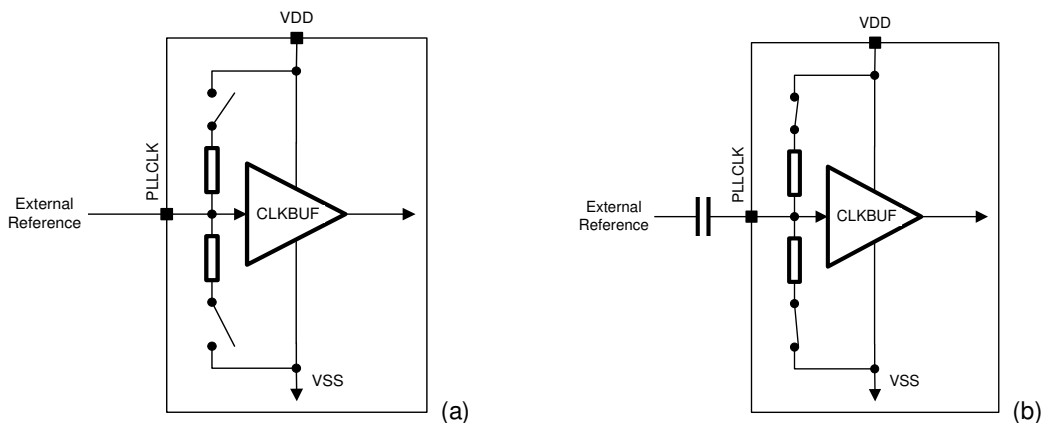 VDD
PLLCLK
External
Reference
CLKBUF
VSS
(a)
VDD
PLLCLK
External
Reference
CLKBUF
VSS
(b)